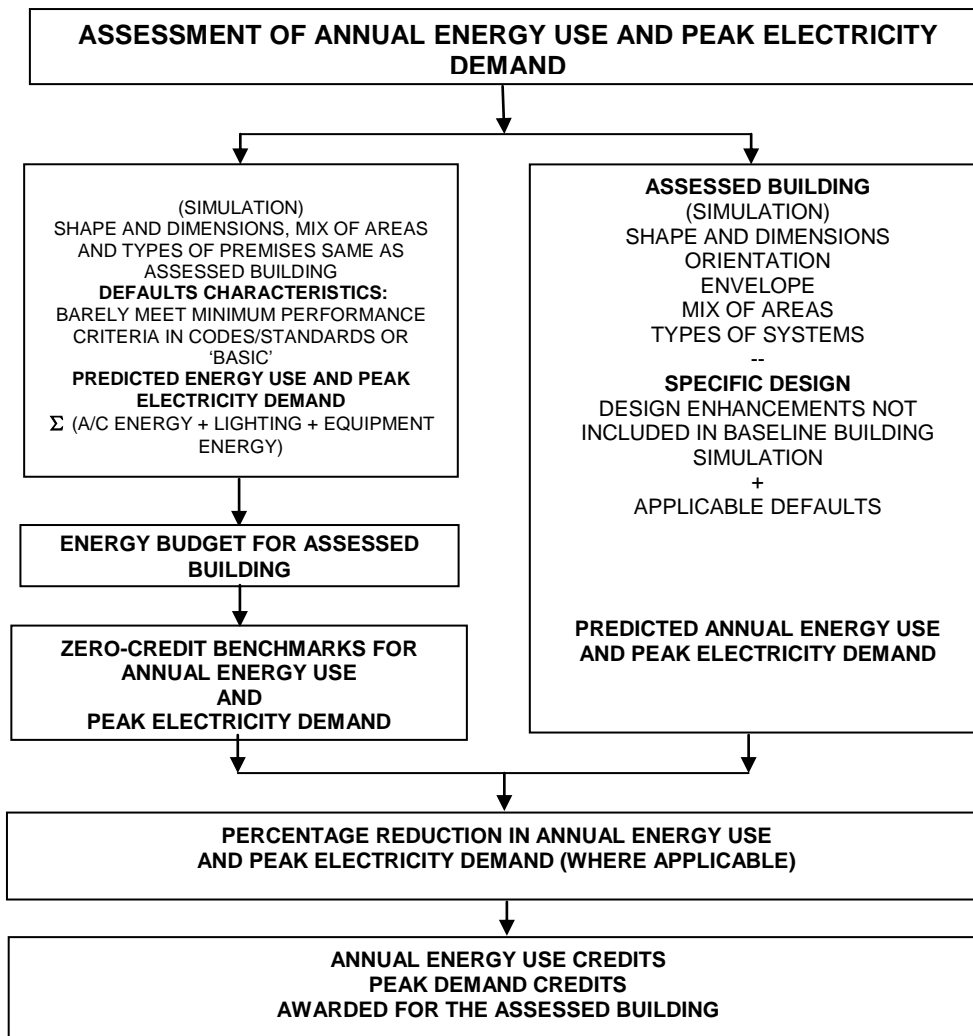 ASSESSMENT OF ANNUAL ENERGY USE AND PEAK ELECTRICITY
DEMAND
(SIMULATION)
SHAPE AND DIMENSIONS, MIX OF AREAS
AND TYPES OF PREMISES SAME AS
ASSESSED BUILDING
DEFAULTS CHARACTERISTICS:
BARELY MEET MINIMUM PERFORMANCE
CRITERIA IN CODES/STANDARDS OR
‘BASIC’
PREDICTED ENERGY USE AND PEAK
ELECTRICITY DEMAND
Σ (A/C ENERGY + LIGHTING + EQUIPMENT
ENERGY)
ENERGY BUDGET FOR ASSESSED
BUILDING
ZERO-CREDIT BENCHMARKS FOR
ANNUAL ENERGY USE
AND
PEAK ELECTRICITY DEMAND
ASSESSED BUILDING
(SIMULATION)
SHAPE AND DIMENSIONS
ORIENTATION
ENVELOPE
MIX OF AREAS
TYPES OF SYSTEMS
--
SPECIFIC DESIGN
DESIGN ENHANCEMENTS NOT
INCLUDED IN BASELINE BUILDING
SIMULATION
+
APPLICABLE DEFAULTS
PREDICTED ANNUAL ENERGY USE
AND PEAK ELECTRICITY DEMAND
PERCENTAGE REDUCTION IN ANNUAL ENERGY USE
AND PEAK ELECTRICITY DEMAND (WHERE APPLICABLE)
ANNUAL ENERGY USE CREDITS
PEAK DEMAND CREDITS
AWARDED FOR THE ASSESSED BUILDING